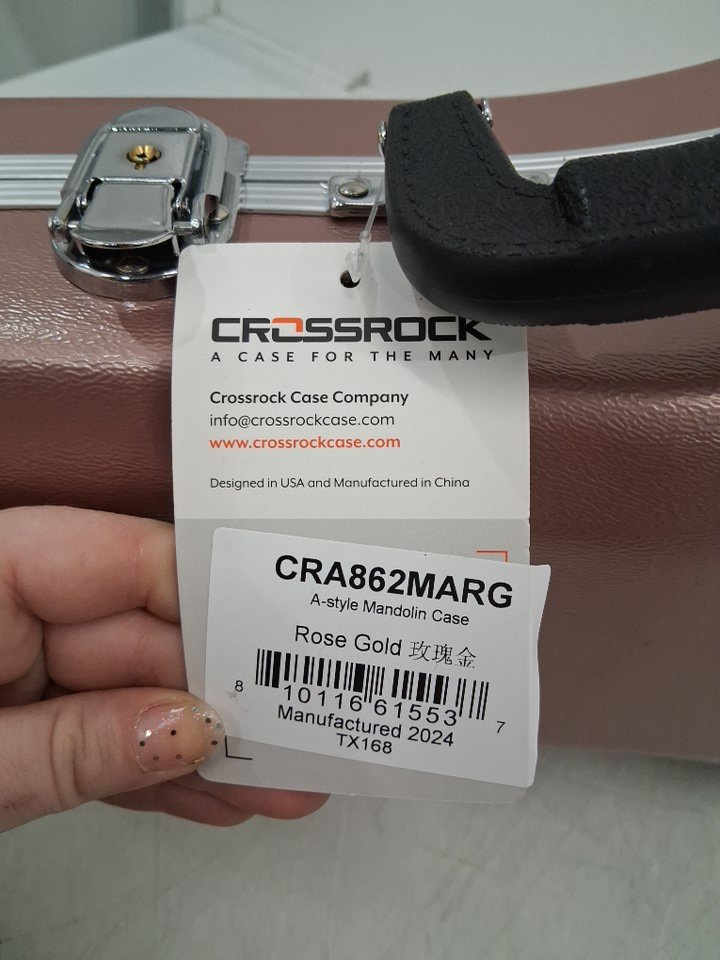 CROSSROCK
A CASE FOR THE MANY
Crossrock Case Company
info@crossrockcase.com
www.crossrockcase.com
Designed in USA and Manufactured in China
CRA862MARG
A-style Mandolin Case
Rose Gold 玫瑰金
8 10116 61553 7
Manufactured 2024
TX168